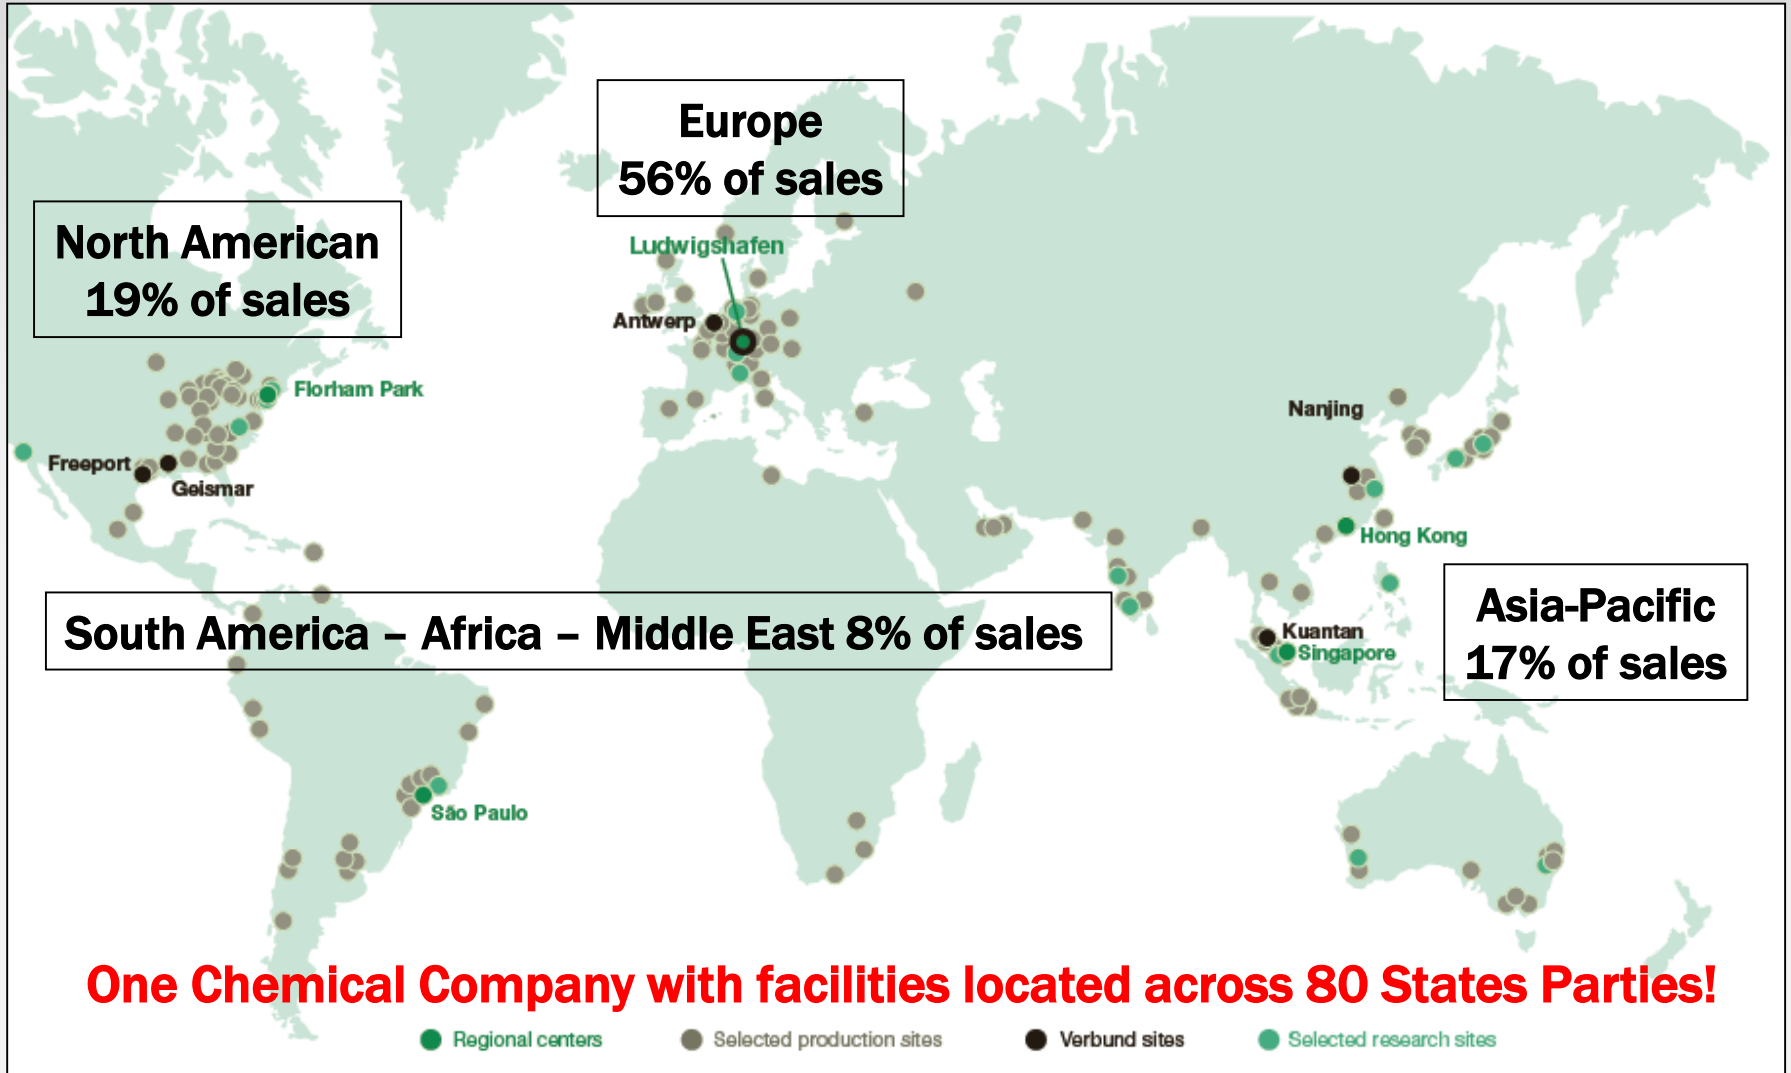 Europe
56% of sales
North American
19% of sales
Ludwigshafen
Antwerp
Florham Park
Nanjing
Freeport
Geismar
Hong Kong
Asia-Pacific
17% of sales
South America – Africa – Middle East 8% of sales
Kuantan
Singapore
São Paulo
One Chemical Company with facilities located across 80 States Parties!
Regional centers
Selected production sites
Verbund sites
Selected research sites